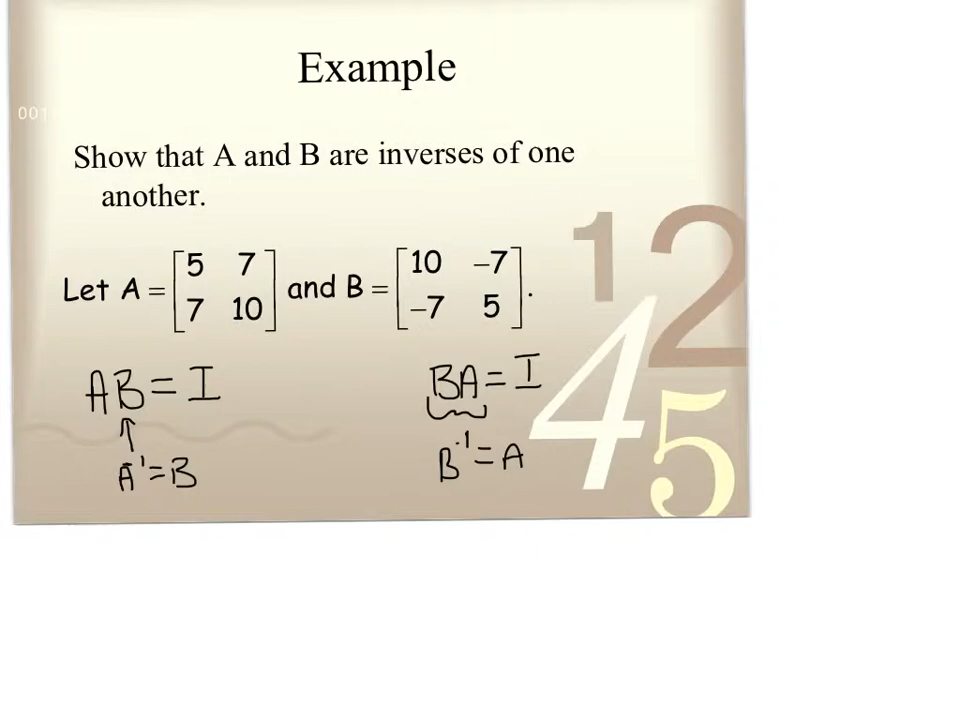 Example
001
Show that A and B are inverses of one
another.
Let A = [5 7; 7 10] and B = [10 −7; −7 5].
1 2
4 5
AB = I
BA = I
A⁻¹ = B
B⁻¹ = A